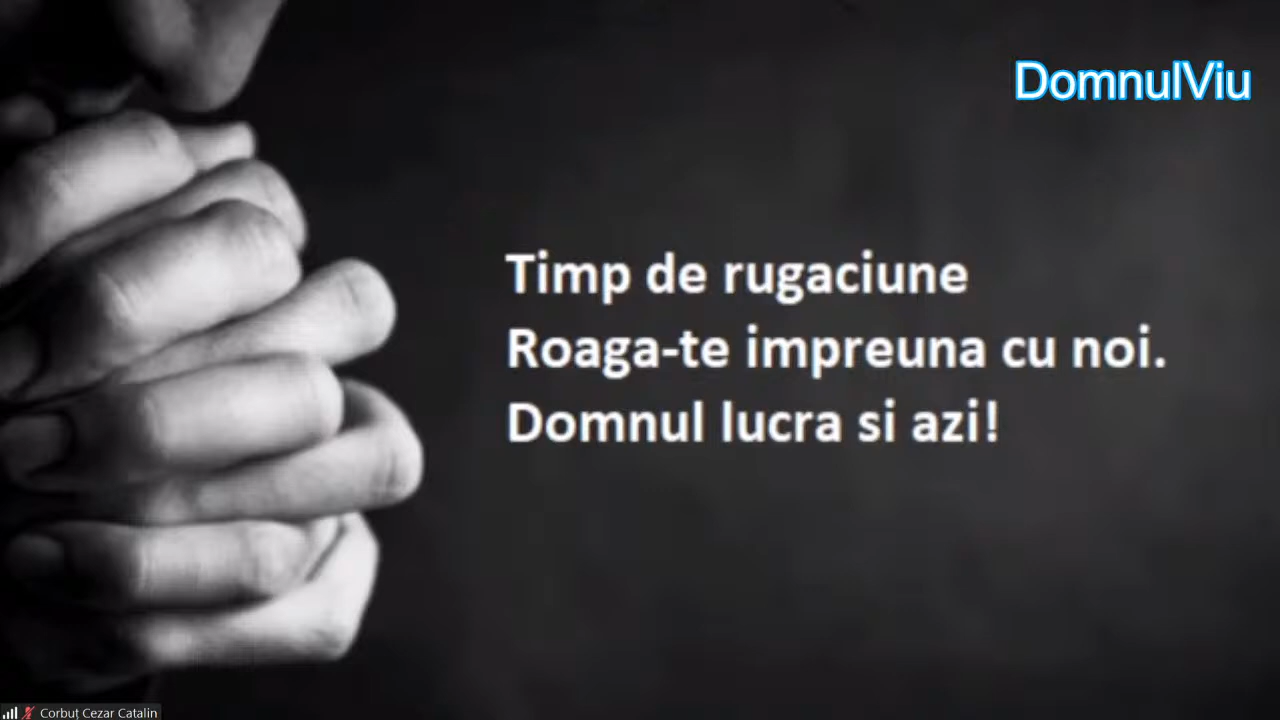 DomnulViu
Timp de rugaciune
Roaga-te impreuna cu noi.
Domnul lucra si azi!
Corbuț Cezar Catalin